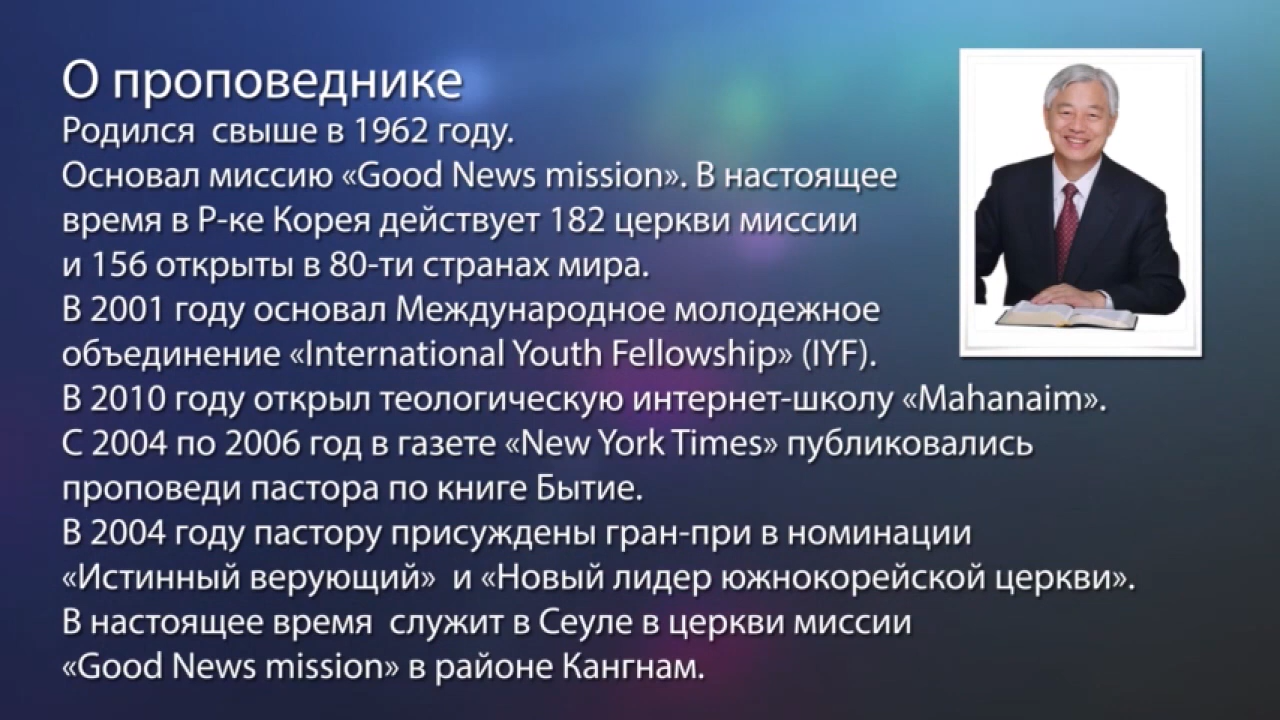 О проповеднике
Родился свыше в 1962 году.
Основал миссию «Good News mission». В настоящее
время в Р-ке Корея действует 182 церкви миссии
и 156 открыты в 80-ти странах мира.
В 2001 году основал Международное молодежное
объединение «International Youth Fellowship» (IYF).
В 2010 году открыл теологическую интернет-школу «Mahanaim».
С 2004 по 2006 год в газете «New York Times» публиковались
проповеди пастора по книге Бытие.
В 2004 году пастору присуждены гран-при в номинации
«Истинный верующий» и «Новый лидер южнокорейской церкви».
В настоящее время служит в Сеуле в церкви миссии
«Good News mission» в районе Кангнам.